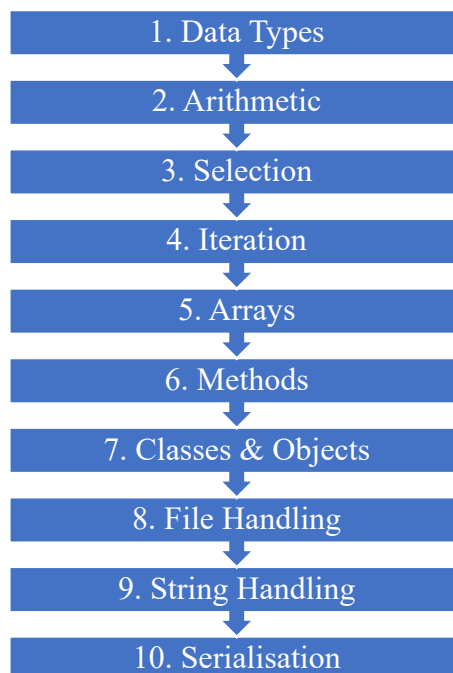 1. Data Types
2. Arithmetic
3. Selection
4. Iteration
5. Arrays
6. Methods
7. Classes & Objects
8. File Handling
9. String Handling
10. Serialisation